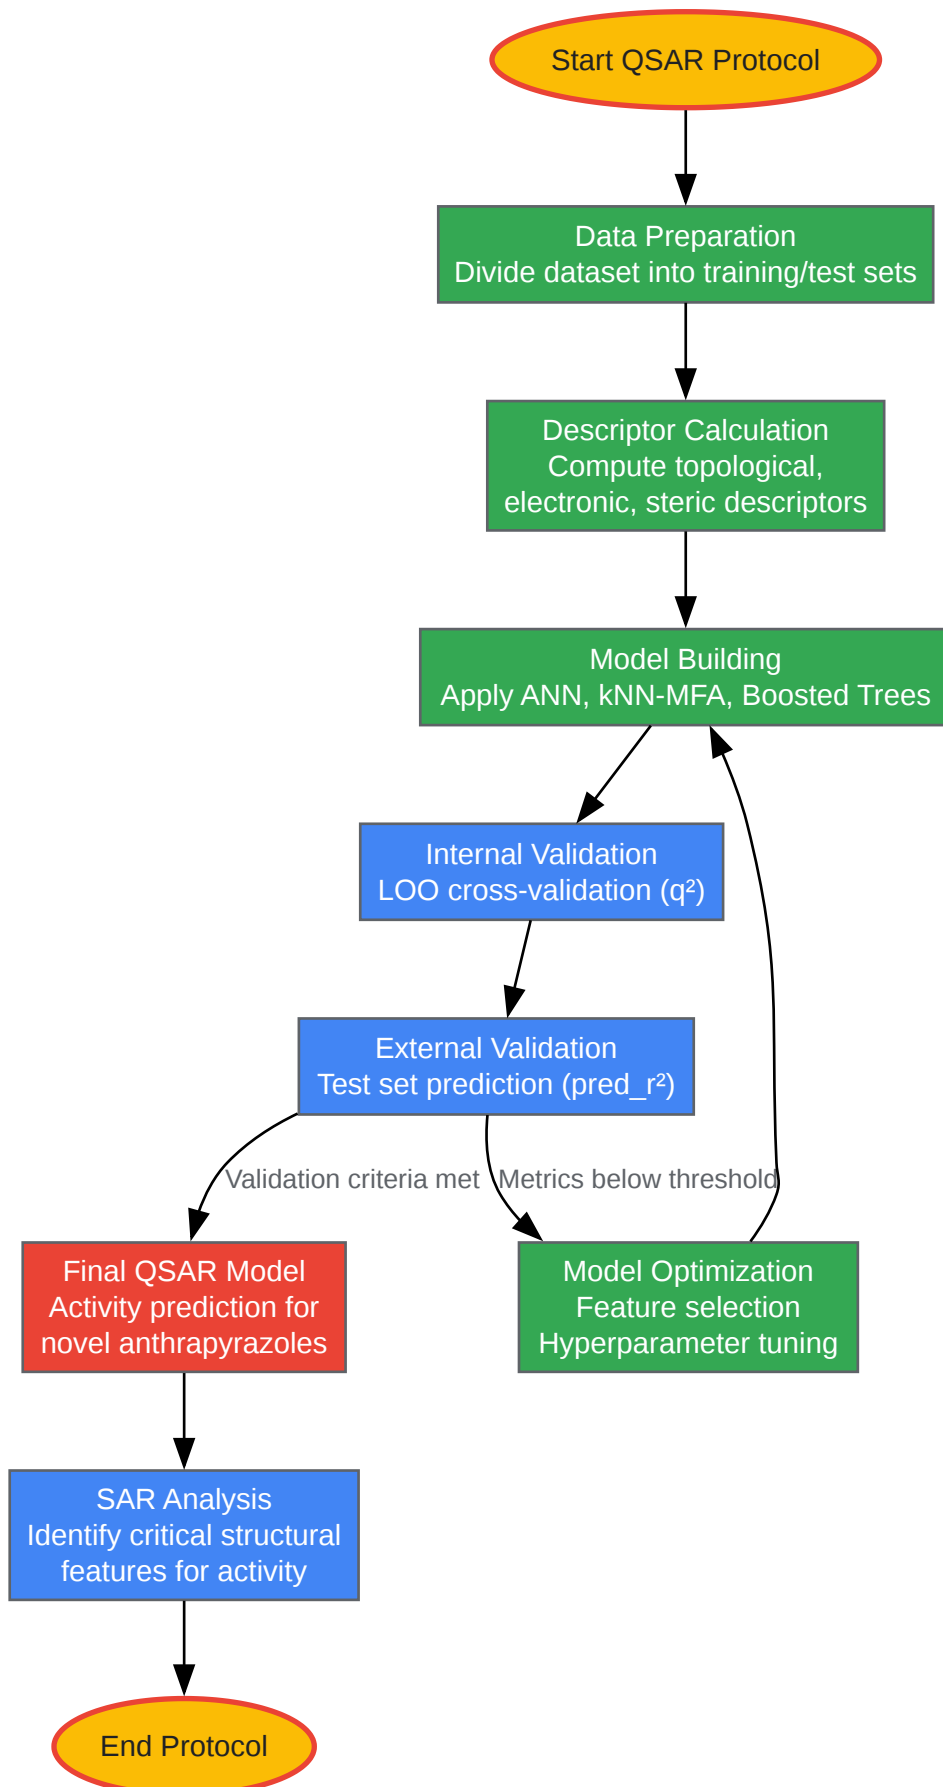 Start QSAR Protocol
Data Preparation
Divide dataset into training/test sets
Descriptor Calculation
Compute topological,
electronic, steric descriptors
Model Building
Apply ANN, kNN-MFA, Boosted Trees
Internal Validation
LOO cross-validation (q²)
External Validation
Test set prediction (pred_r²)
Validation criteria met
Metrics below threshold
Final QSAR Model
Activity prediction for
novel anthrapyrazoles
Model Optimization
Feature selection
Hyperparameter tuning
SAR Analysis
Identify critical structural
features for activity
End Protocol